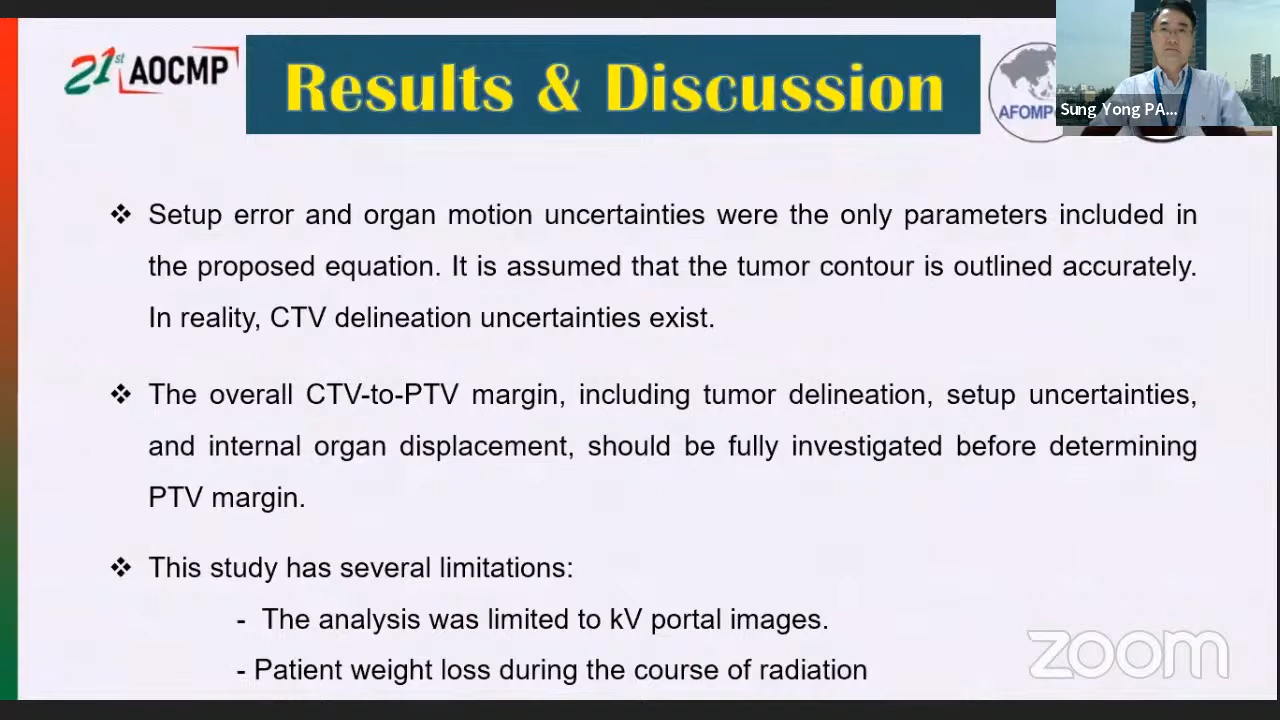 21st AOCMP
Results & Discussion
AFOMP
Sung Yong PA...
❖ Setup error and organ motion uncertainties were the only parameters included in
the proposed equation. It is assumed that the tumor contour is outlined accurately.
In reality, CTV delineation uncertainties exist.
❖ The overall CTV-to-PTV margin, including tumor delineation, setup uncertainties,
and internal organ displacement, should be fully investigated before determining
PTV margin.
❖ This study has several limitations:
- The analysis was limited to kV portal images.
- Patient weight loss during the course of radiation
zoom